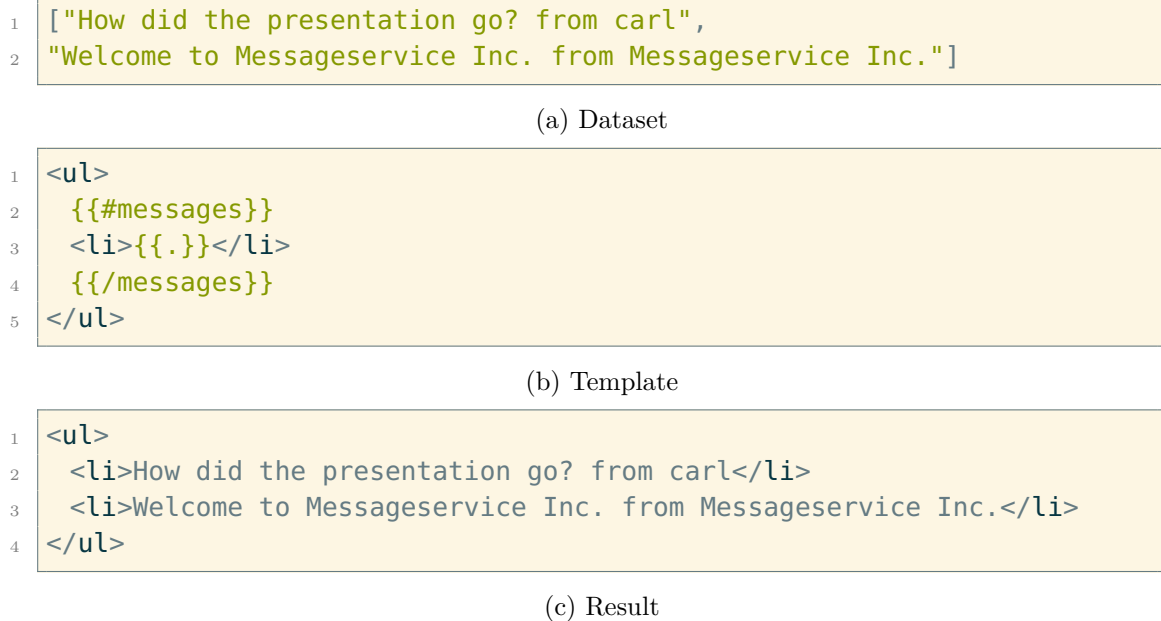 1 ["How did the presentation go? from carl",
2 "Welcome to Messageservice Inc. from Messageservice Inc."]
(a) Dataset
1 <ul>
2 {{#messages}}
3 <li>{{.}}</li>
4 {{/messages}}
5 </ul>
(b) Template
1 <ul>
2 <li>How did the presentation go? from carl</li>
3 <li>Welcome to Messageservice Inc. from Messageservice Inc.</li>
4 </ul>
(c) Result